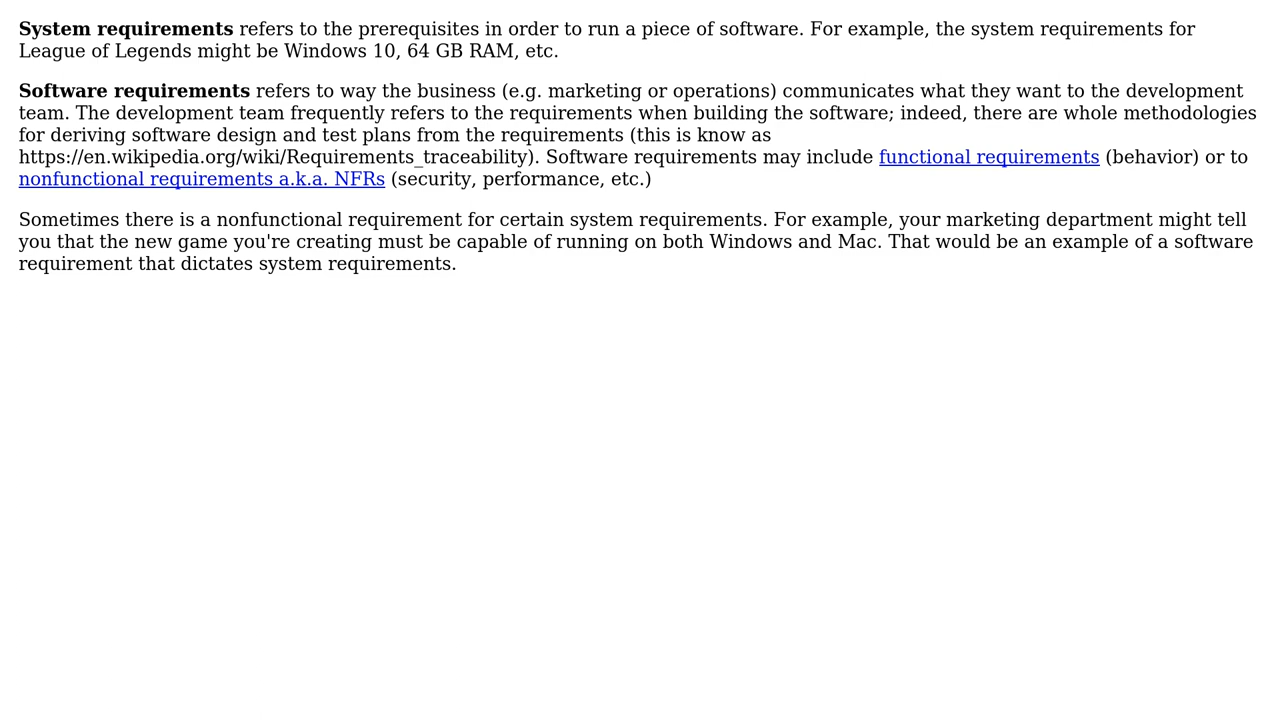 System requirements refers to the prerequisites in order to run a piece of software. For example, the system requirements for
League of Legends might be Windows 10, 64 GB RAM, etc.
Software requirements refers to way the business (e.g. marketing or operations) communicates what they want to the development
team. The development team frequently refers to the requirements when building the software; indeed, there are whole methodologies
for deriving software design and test plans from the requirements (this is know as
https://en.wikipedia.org/wiki/Requirements_traceability). Software requirements may include functional requirements (behavior) or to
nonfunctional requirements a.k.a. NFRs (security, performance, etc.)
Sometimes there is a nonfunctional requirement for certain system requirements. For example, your marketing department might tell
you that the new game you're creating must be capable of running on both Windows and Mac. That would be an example of a software
requirement that dictates system requirements.